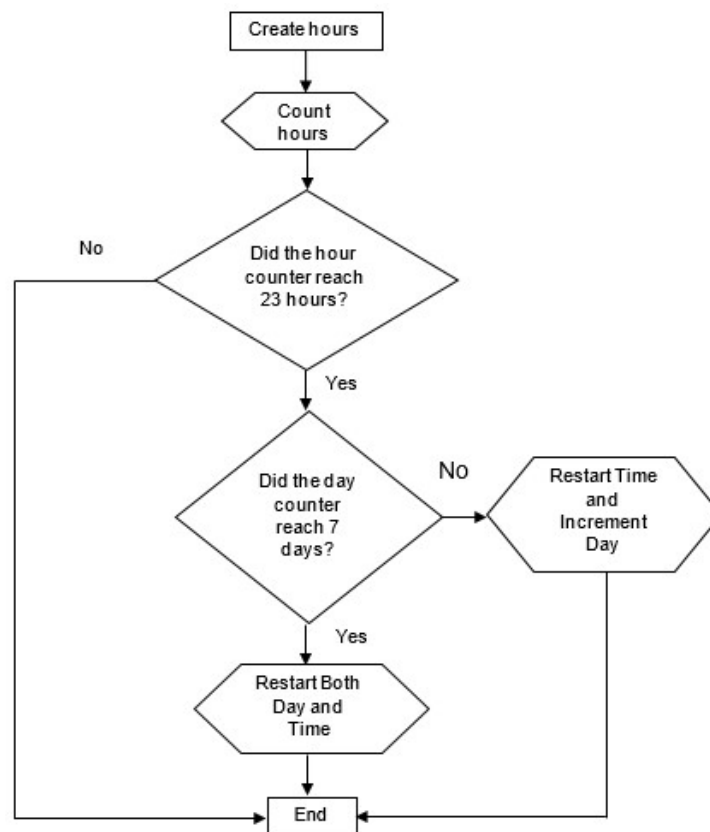 Create hours
Count
hours
No
Did the hour
counter reach
23 hours?
Yes
Did the day
counter
reach 7
days?
No
Restart Time
and
Increment
Day
Yes
Restart Both
Day and
Time
End